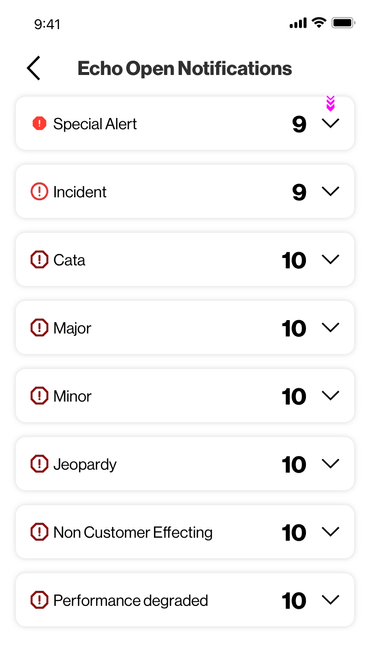 9:41
Echo Open Notifications
Special Alert 9
Incident 9
Cata 10
Major 10
Minor 10
Jeopardy 10
Non Customer Effecting 10
Performance degraded 10